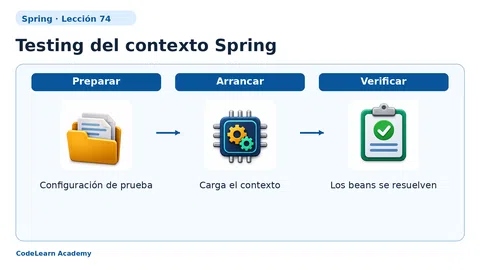 Spring · Lección 74
Testing del contexto Spring
Preparar
Arrancar
Verificar
Configuración de prueba
Carga el contexto
Los beans se resuelven
CodeLearn Academy